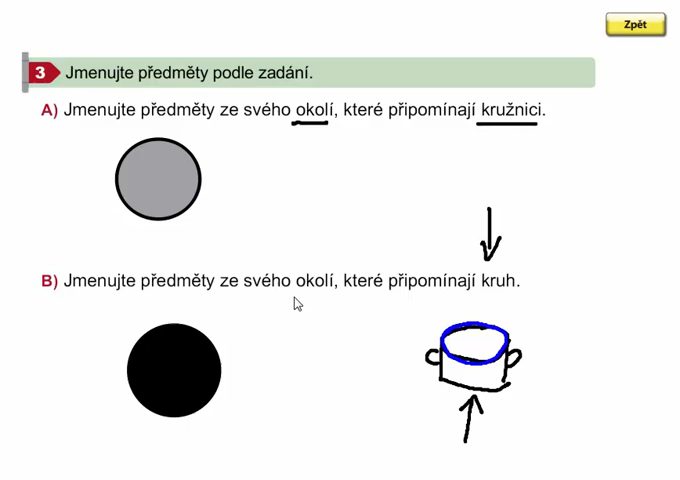 Zpět
3 Jmenujte předměty podle zadání.
A) Jmenujte předměty ze svého okolí, které připomínají kružnici.
B) Jmenujte předměty ze svého okolí, které připomínají kruh.